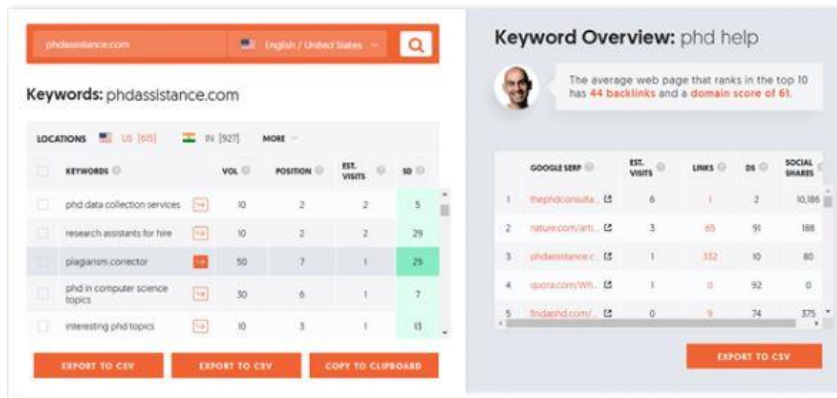 phdassistance.com English / United States
Keywords: phdassistance.com
LOCATIONS US [615] IN [927] MORE
KEYWORDS VOL POSITION EST. VISITS SD
phd data collection services 10 2 2 5
research assistants for hire 10 2 2 29
plagiarism corrector 50 7 1 25
phd in computer science topics 30 6 1 7
interesting phd topics 10 3 1 13
EXPORT TO CSV EXPORT TO CSV COPY TO CLIPBOARD
Keyword Overview: phd help
The average web page that ranks in the top 10
has 44 backlinks and a domain score of 61.
GOOGLE SERP EST. VISITS LINKS DS SOCIAL SHARES
1 thephdconsulta... 6 1 2 10,186
2 nature.com/arti... 3 65 91 188
3 phdassistance.c... 1 332 10 80
4 quora.com/Wh... 1 0 92 0
5 findaphd.com/... 0 9 74 375
EXPORT TO CSV